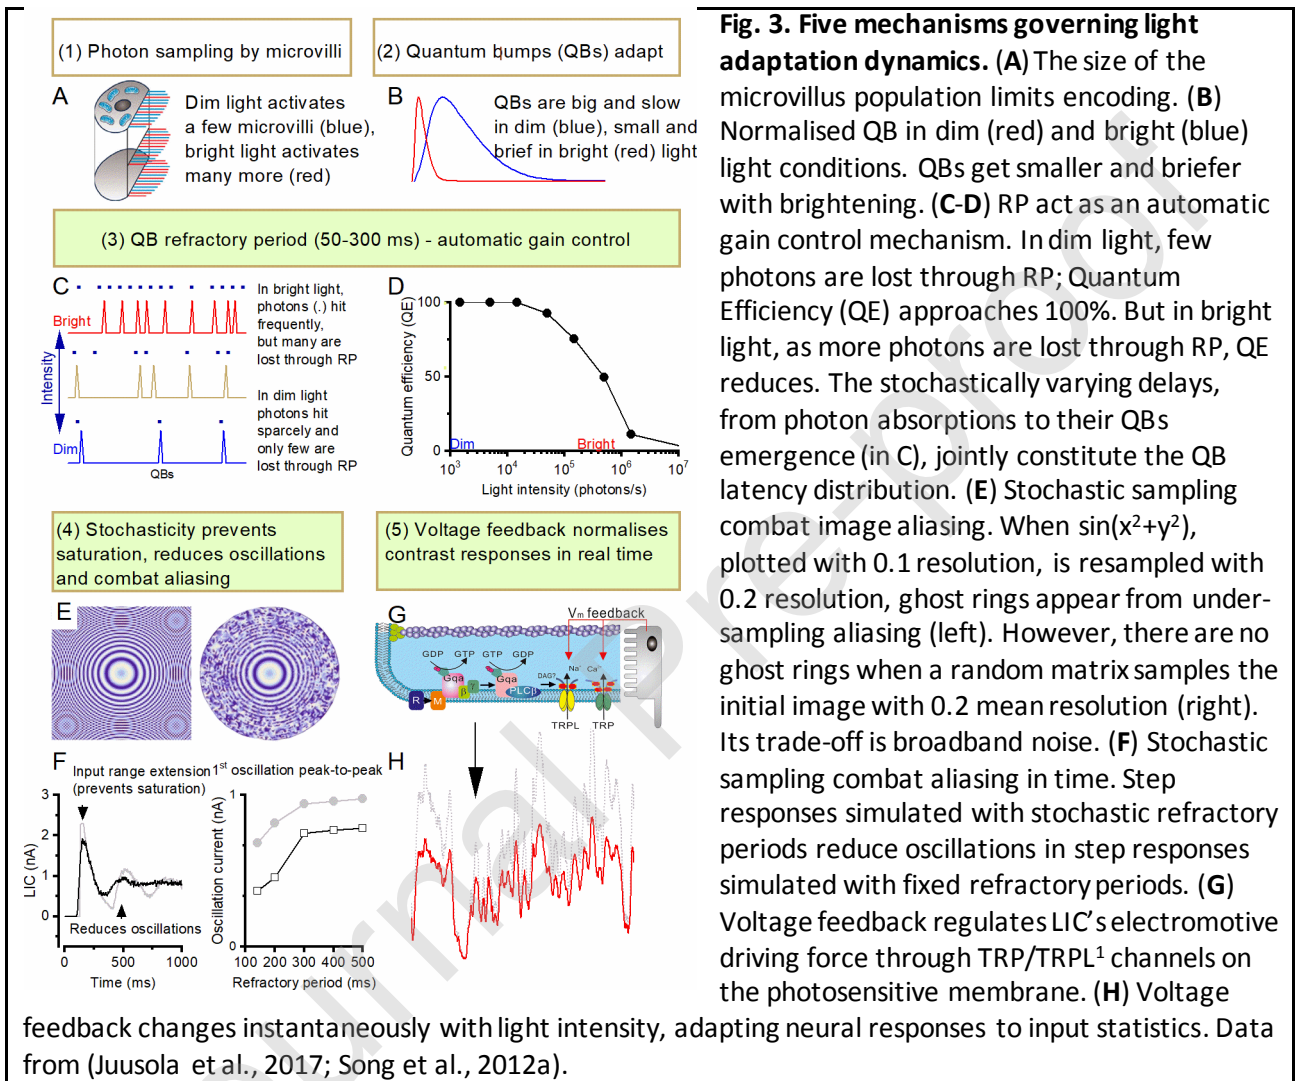 (1) Photon sampling by microvilli
(2) Quantum bumps (QBs) adapt
A
Dim light activates
a few microvilli (blue),
bright light activates
many more (red)
B
QBs are big and slow
in dim (blue), small and
brief in bright (red) light
(3) QB refractory period (50-300 ms) - automatic gain control
C
Bright
Intensity
Dim
QBs
In bright light,
photons (.) hit
frequently,
but many are
lost through RP
In dim light
photons hit
sparcely and
only few are
lost through RP
D
Quantum efficiency (QE)
100
50
0
Dim
Bright
10³ 10⁴ 10⁵ 10⁶ 10⁷
Light intensity (photons/s)
(4) Stochasticity prevents
saturation, reduces oscillations
and combat aliasing
(5) Voltage feedback normalises
contrast responses in real time
E
G
Vm feedback
GDP GTP GTP GDP
DAG?
Na⁺
Ca²⁺
Gqa
β
γ
Gqa
PLCβ
R
M
TRPL TRP
F
Input range extension
(prevents saturation)
LIC (nA)
3
2
1
0
Reduces oscillations
0 500 1000
Time (ms)
1st oscillation peak-to-peak
Oscillation current (nA)
1
0
100 200 300 400 500
Refractory period (ms)
H
Fig. 3. Five mechanisms governing light
adaptation dynamics. (A) The size of the
microvillus population limits encoding. (B)
Normalised QB in dim (red) and bright (blue)
light conditions. QBs get smaller and briefer
with brightening. (C-D) RP act as an automatic
gain control mechanism. In dim light, few
photons are lost through RP; Quantum
Efficiency (QE) approaches 100%. But in bright
light, as more photons are lost through RP, QE
reduces. The stochastically varying delays,
from photon absorptions to their QBs
emergence (in C), jointly constitute the QB
latency distribution. (E) Stochastic sampling
combat image aliasing. When sin(x²+y²),
plotted with 0.1 resolution, is resampled with
0.2 resolution, ghost rings appear from under-
sampling aliasing (left). However, there are no
ghost rings when a random matrix samples the
initial image with 0.2 mean resolution (right).
Its trade-off is broadband noise. (F) Stochastic
sampling combat aliasing in time. Step
responses simulated with stochastic refractory
periods reduce oscillations in step responses
simulated with fixed refractory periods. (G)
Voltage feedback regulates LIC's electromotive
driving force through TRP/TRPL¹ channels on
the photosensitive membrane. (H) Voltage
feedback changes instantaneously with light intensity, adapting neural responses to input statistics. Data
from (Juusola et al., 2017; Song et al., 2012a).
Journal Pre-proof